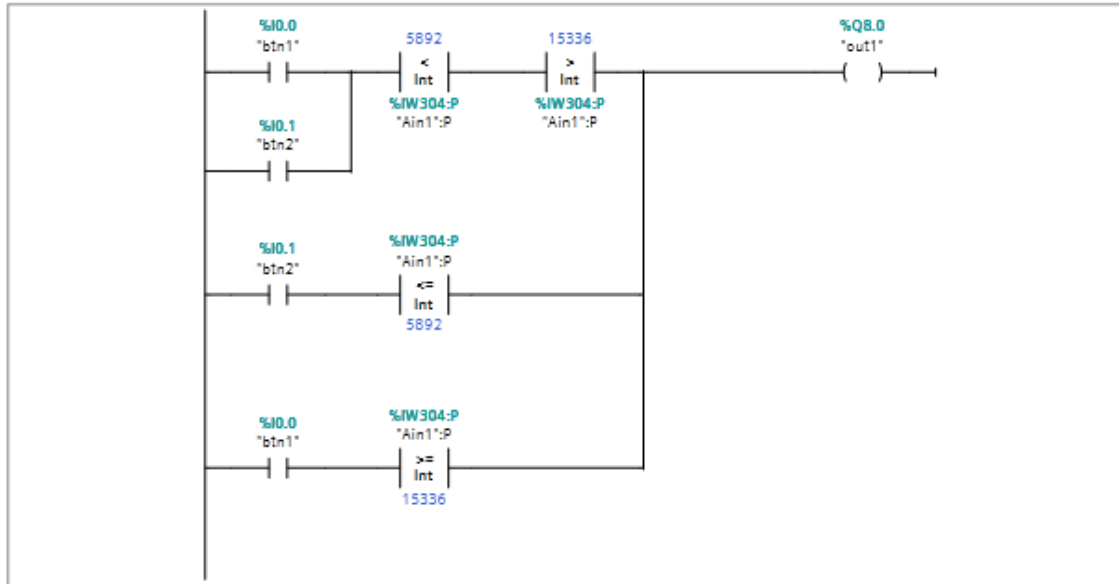 %I0.0
"btn1"
5892
<
Int
%IW304:P
"Ain1":P
15336
>
Int
%IW304:P
"Ain1":P
%Q8.0
"out1"
%I0.1
"btn2"
%I0.1
"btn2"
%IW304:P
"Ain1":P
<=
Int
5892
%I0.0
"btn1"
%IW304:P
"Ain1":P
>=
Int
15336